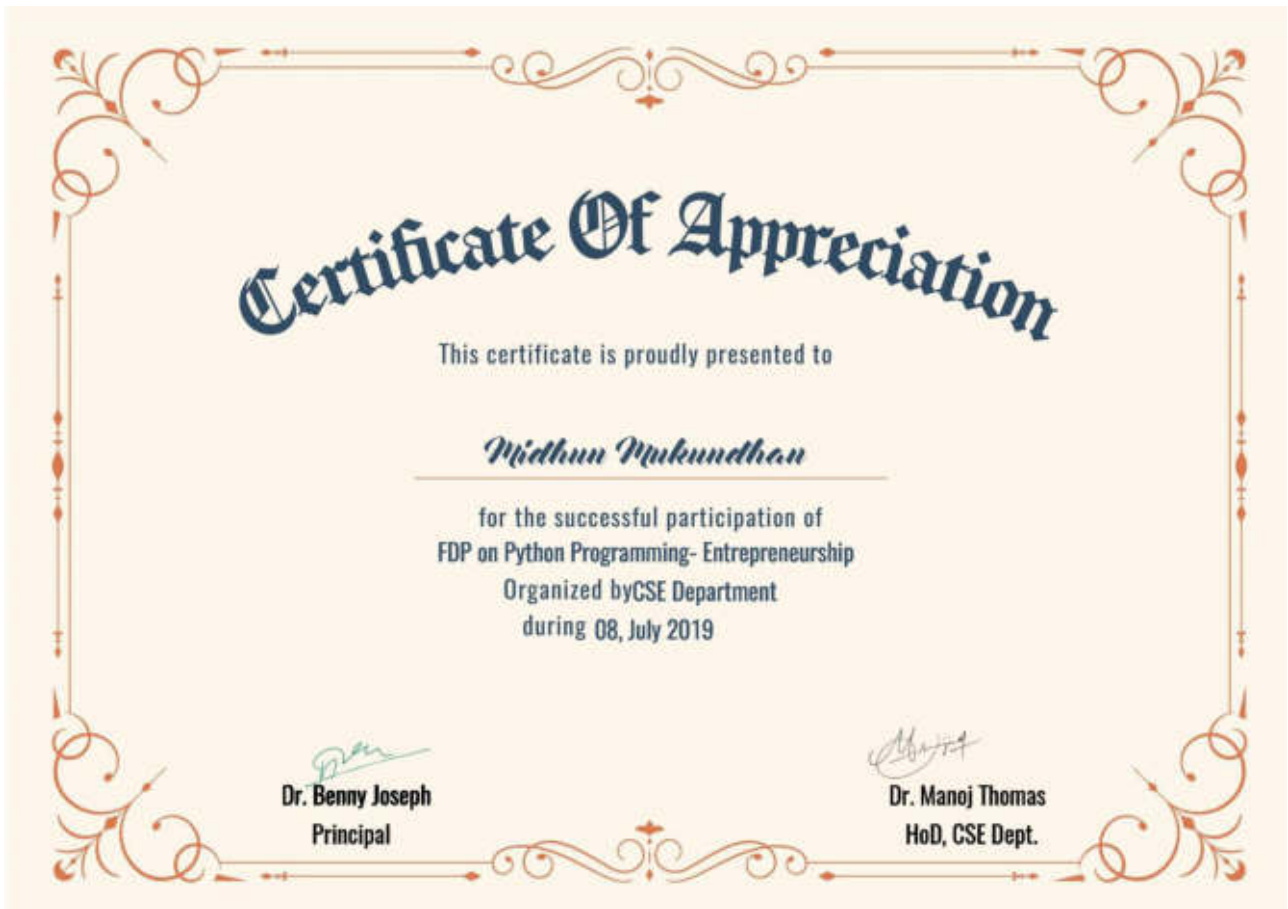 Certificate Of Appreciation
This certificate is proudly presented to
Midhun Mukundhan
for the successful participation of
FDP on Python Programming- Entrepreneurship
Organized byCSE Department
during 08, July 2019
Dr. Benny Joseph
Principal
Dr. Manoj Thomas
HoD, CSE Dept.